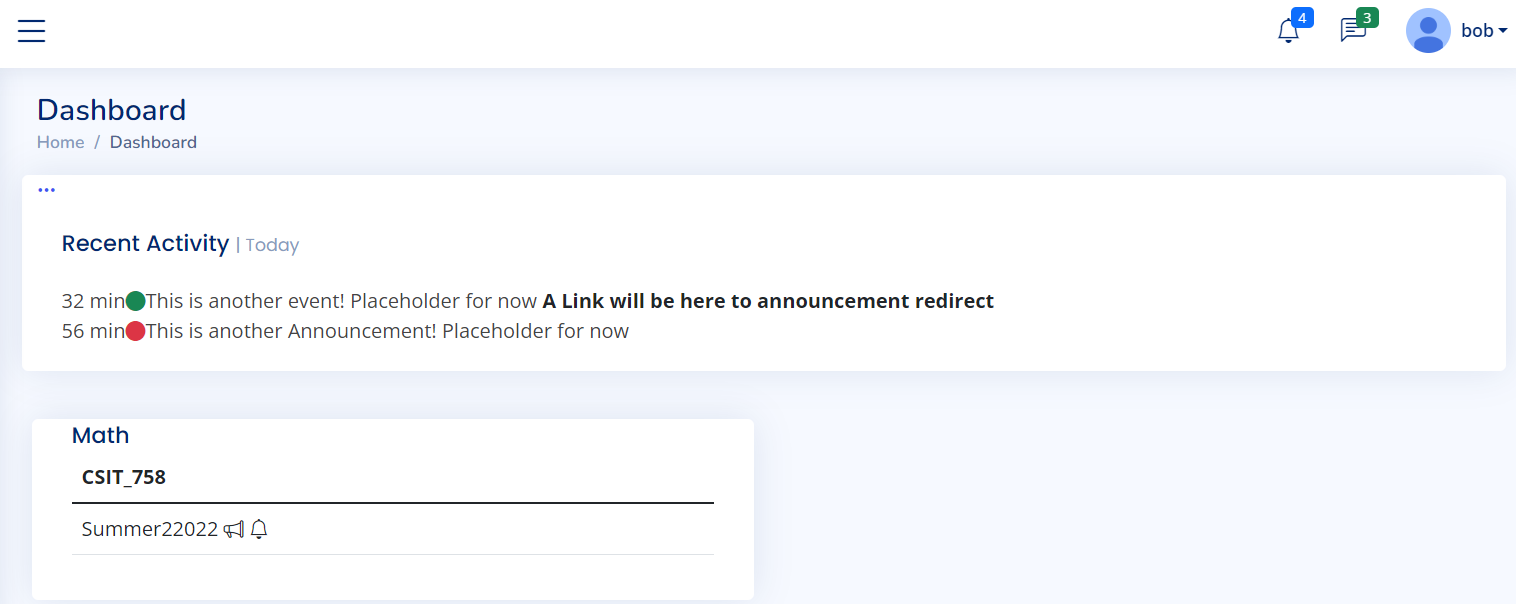 4
3
bob
Dashboard
Home / Dashboard
Recent Activity | Today
32 min This is another event! Placeholder for now A Link will be here to announcement redirect
56 min This is another Announcement! Placeholder for now
Math
CSIT_758
Summer22022